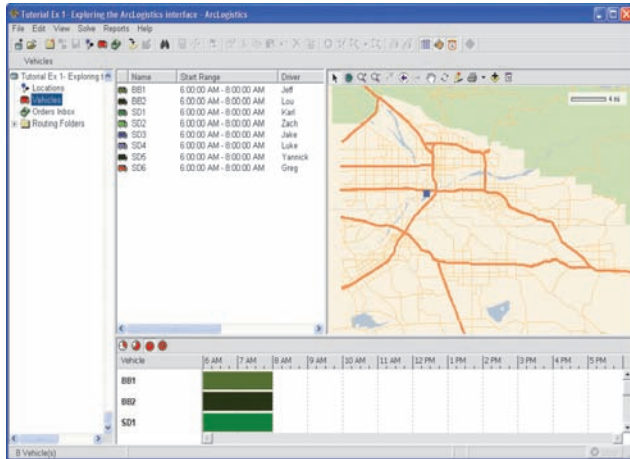 Tutorial Ex 1- Exploring the ArcLogistics interface - ArcLogistics
File Edit View Solve Reports Help
Vehicles
Tutorial Ex 1- Exploring t
Locations
Vehicles
Orders Inbox
Routing Folders
Name Start Range Driver
BB1 6:00:00 AM - 8:00:00 AM Jeff
BB2 6:00:00 AM - 8:00:00 AM Lou
SD1 6:00:00 AM - 8:00:00 AM Karl
SD2 6:00:00 AM - 8:00:00 AM Zach
SD3 6:00:00 AM - 8:00:00 AM Jake
SD4 6:00:00 AM - 8:00:00 AM Luke
SD5 6:00:00 AM - 8:00:00 AM Yannick
SD6 6:00:00 AM - 8:00:00 AM Greg
4 mi
Vehicle 6 AM 7 AM 8 AM 9 AM 10 AM 11 AM 12 PM 1 PM 2 PM 3 PM 4 PM 5 PM
BB1
BB2
SD1
8 Vehicle(s)